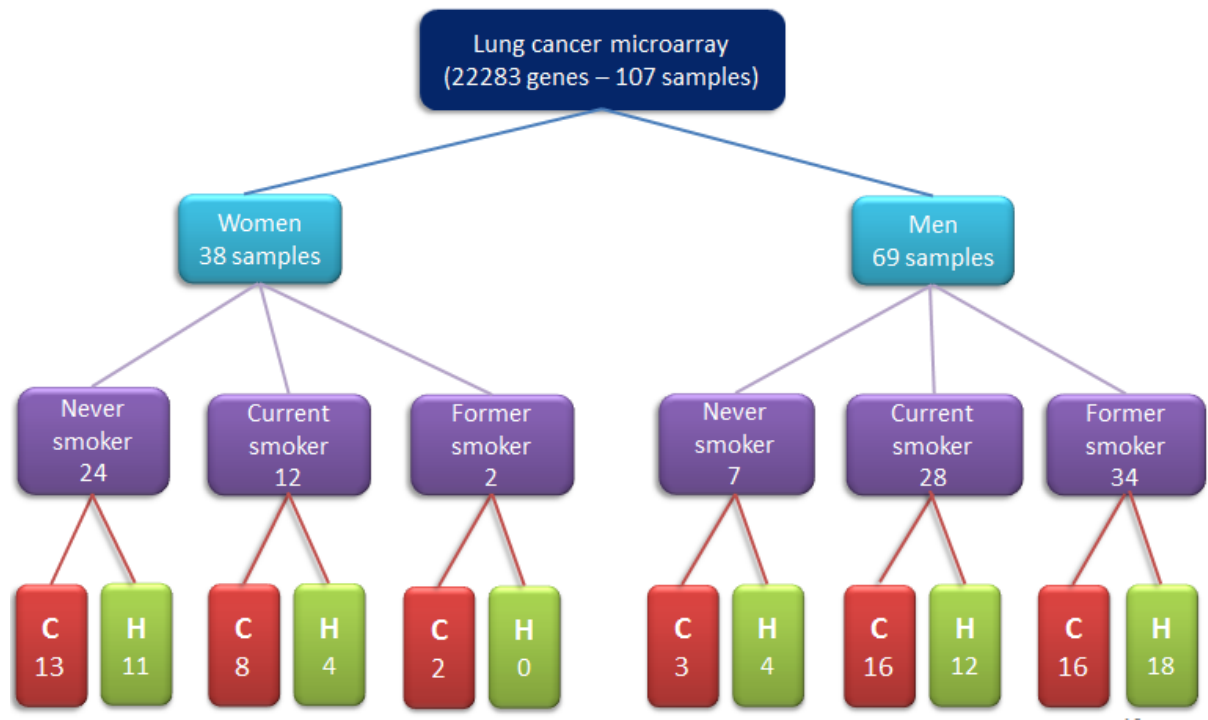 Lung cancer microarray
(22283 genes – 107 samples)
Women
38 samples
Men
69 samples
Never
smoker
24
Current
smoker
12
Former
smoker
2
Never
smoker
7
Current
smoker
28
Former
smoker
34
C
13
H
11
C
8
H
4
C
2
H
0
C
3
H
4
C
16
H
12
C
16
H
18